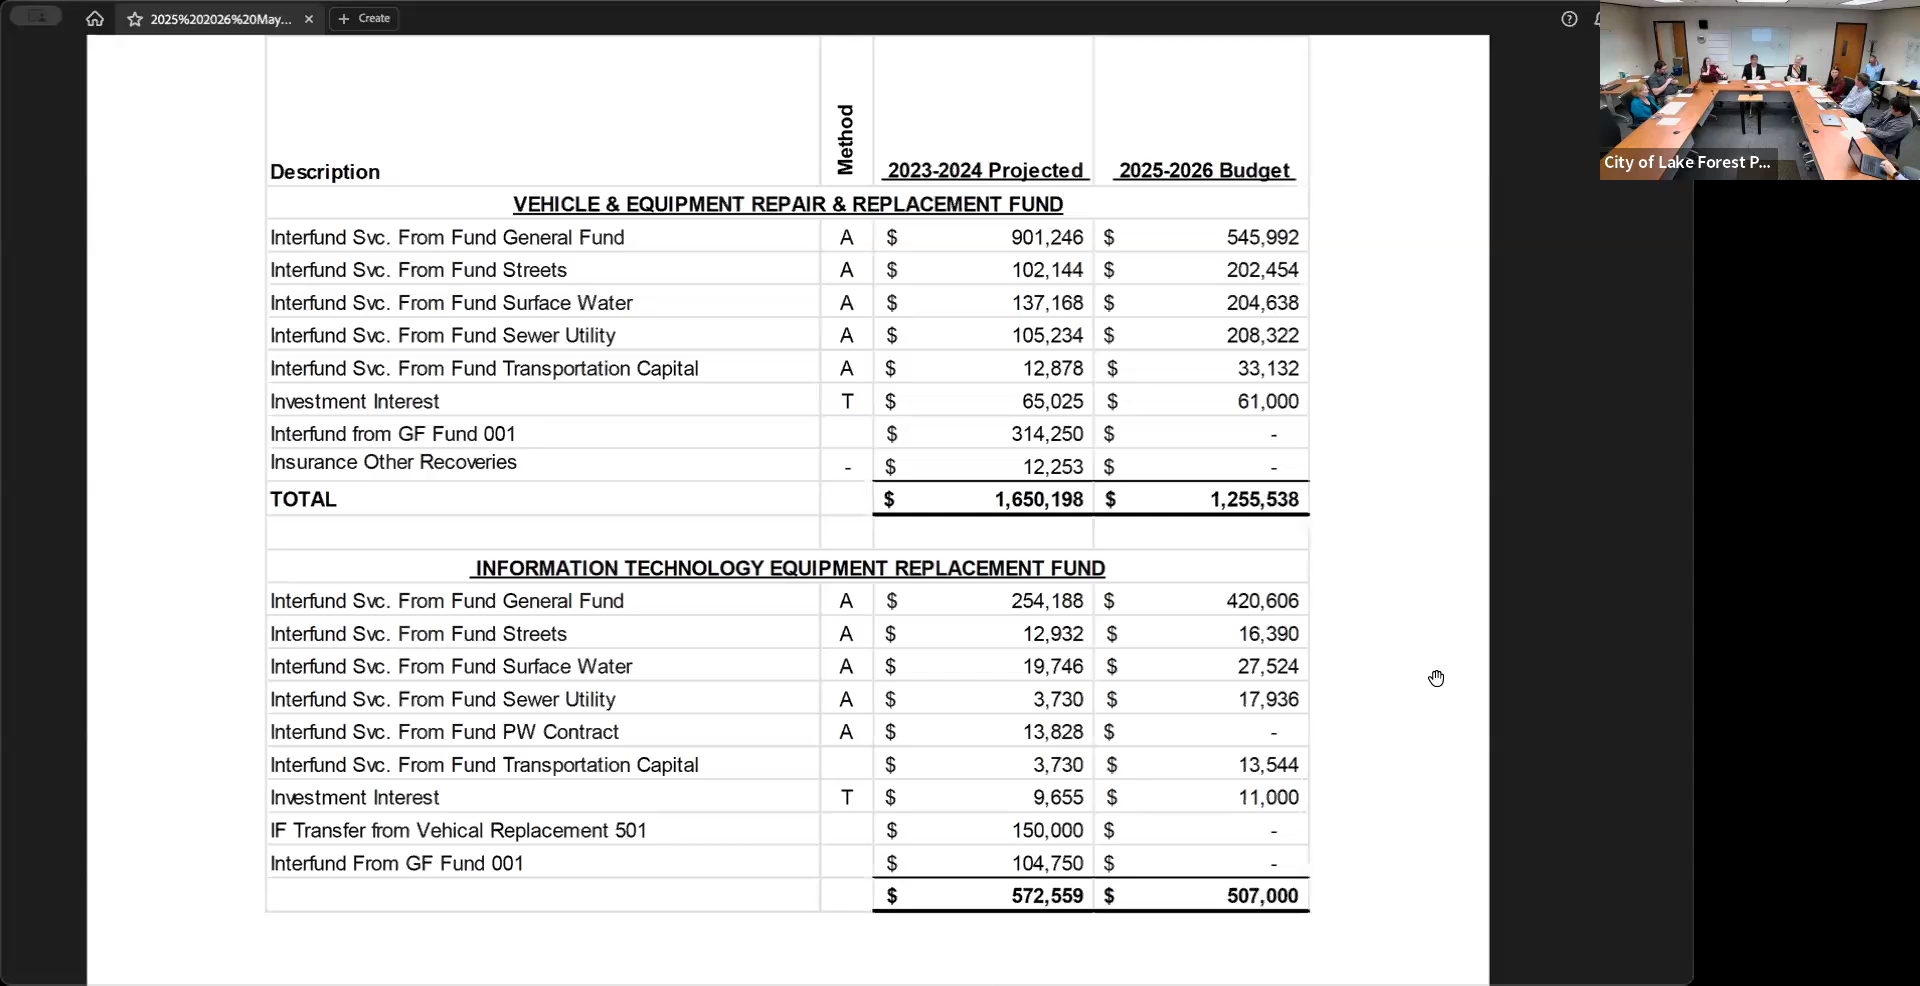 2025%202026%20May...
Create
City of Lake Forest P...
Description Method 2023-2024 Projected 2025-2026 Budget
VEHICLE & EQUIPMENT REPAIR & REPLACEMENT FUND
Interfund Svc. From Fund General Fund A $ 901,246 $ 545,992
Interfund Svc. From Fund Streets A $ 102,144 $ 202,454
Interfund Svc. From Fund Surface Water A $ 137,168 $ 204,638
Interfund Svc. From Fund Sewer Utility A $ 105,234 $ 208,322
Interfund Svc. From Fund Transportation Capital A $ 12,878 $ 33,132
Investment Interest T $ 65,025 $ 61,000
Interfund from GF Fund 001 $ 314,250 $ -
Insurance Other Recoveries - $ 12,253 $ -
TOTAL $ 1,650,198 $ 1,255,538
INFORMATION TECHNOLOGY EQUIPMENT REPLACEMENT FUND
Interfund Svc. From Fund General Fund A $ 254,188 $ 420,606
Interfund Svc. From Fund Streets A $ 12,932 $ 16,390
Interfund Svc. From Fund Surface Water A $ 19,746 $ 27,524
Interfund Svc. From Fund Sewer Utility A $ 3,730 $ 17,936
Interfund Svc. From Fund PW Contract A $ 13,828 $ -
Interfund Svc. From Fund Transportation Capital $ 3,730 $ 13,544
Investment Interest T $ 9,655 $ 11,000
IF Transfer from Vehical Replacement 501 $ 150,000 $ -
Interfund From GF Fund 001 $ 104,750 $ -
$ 572,559 $ 507,000